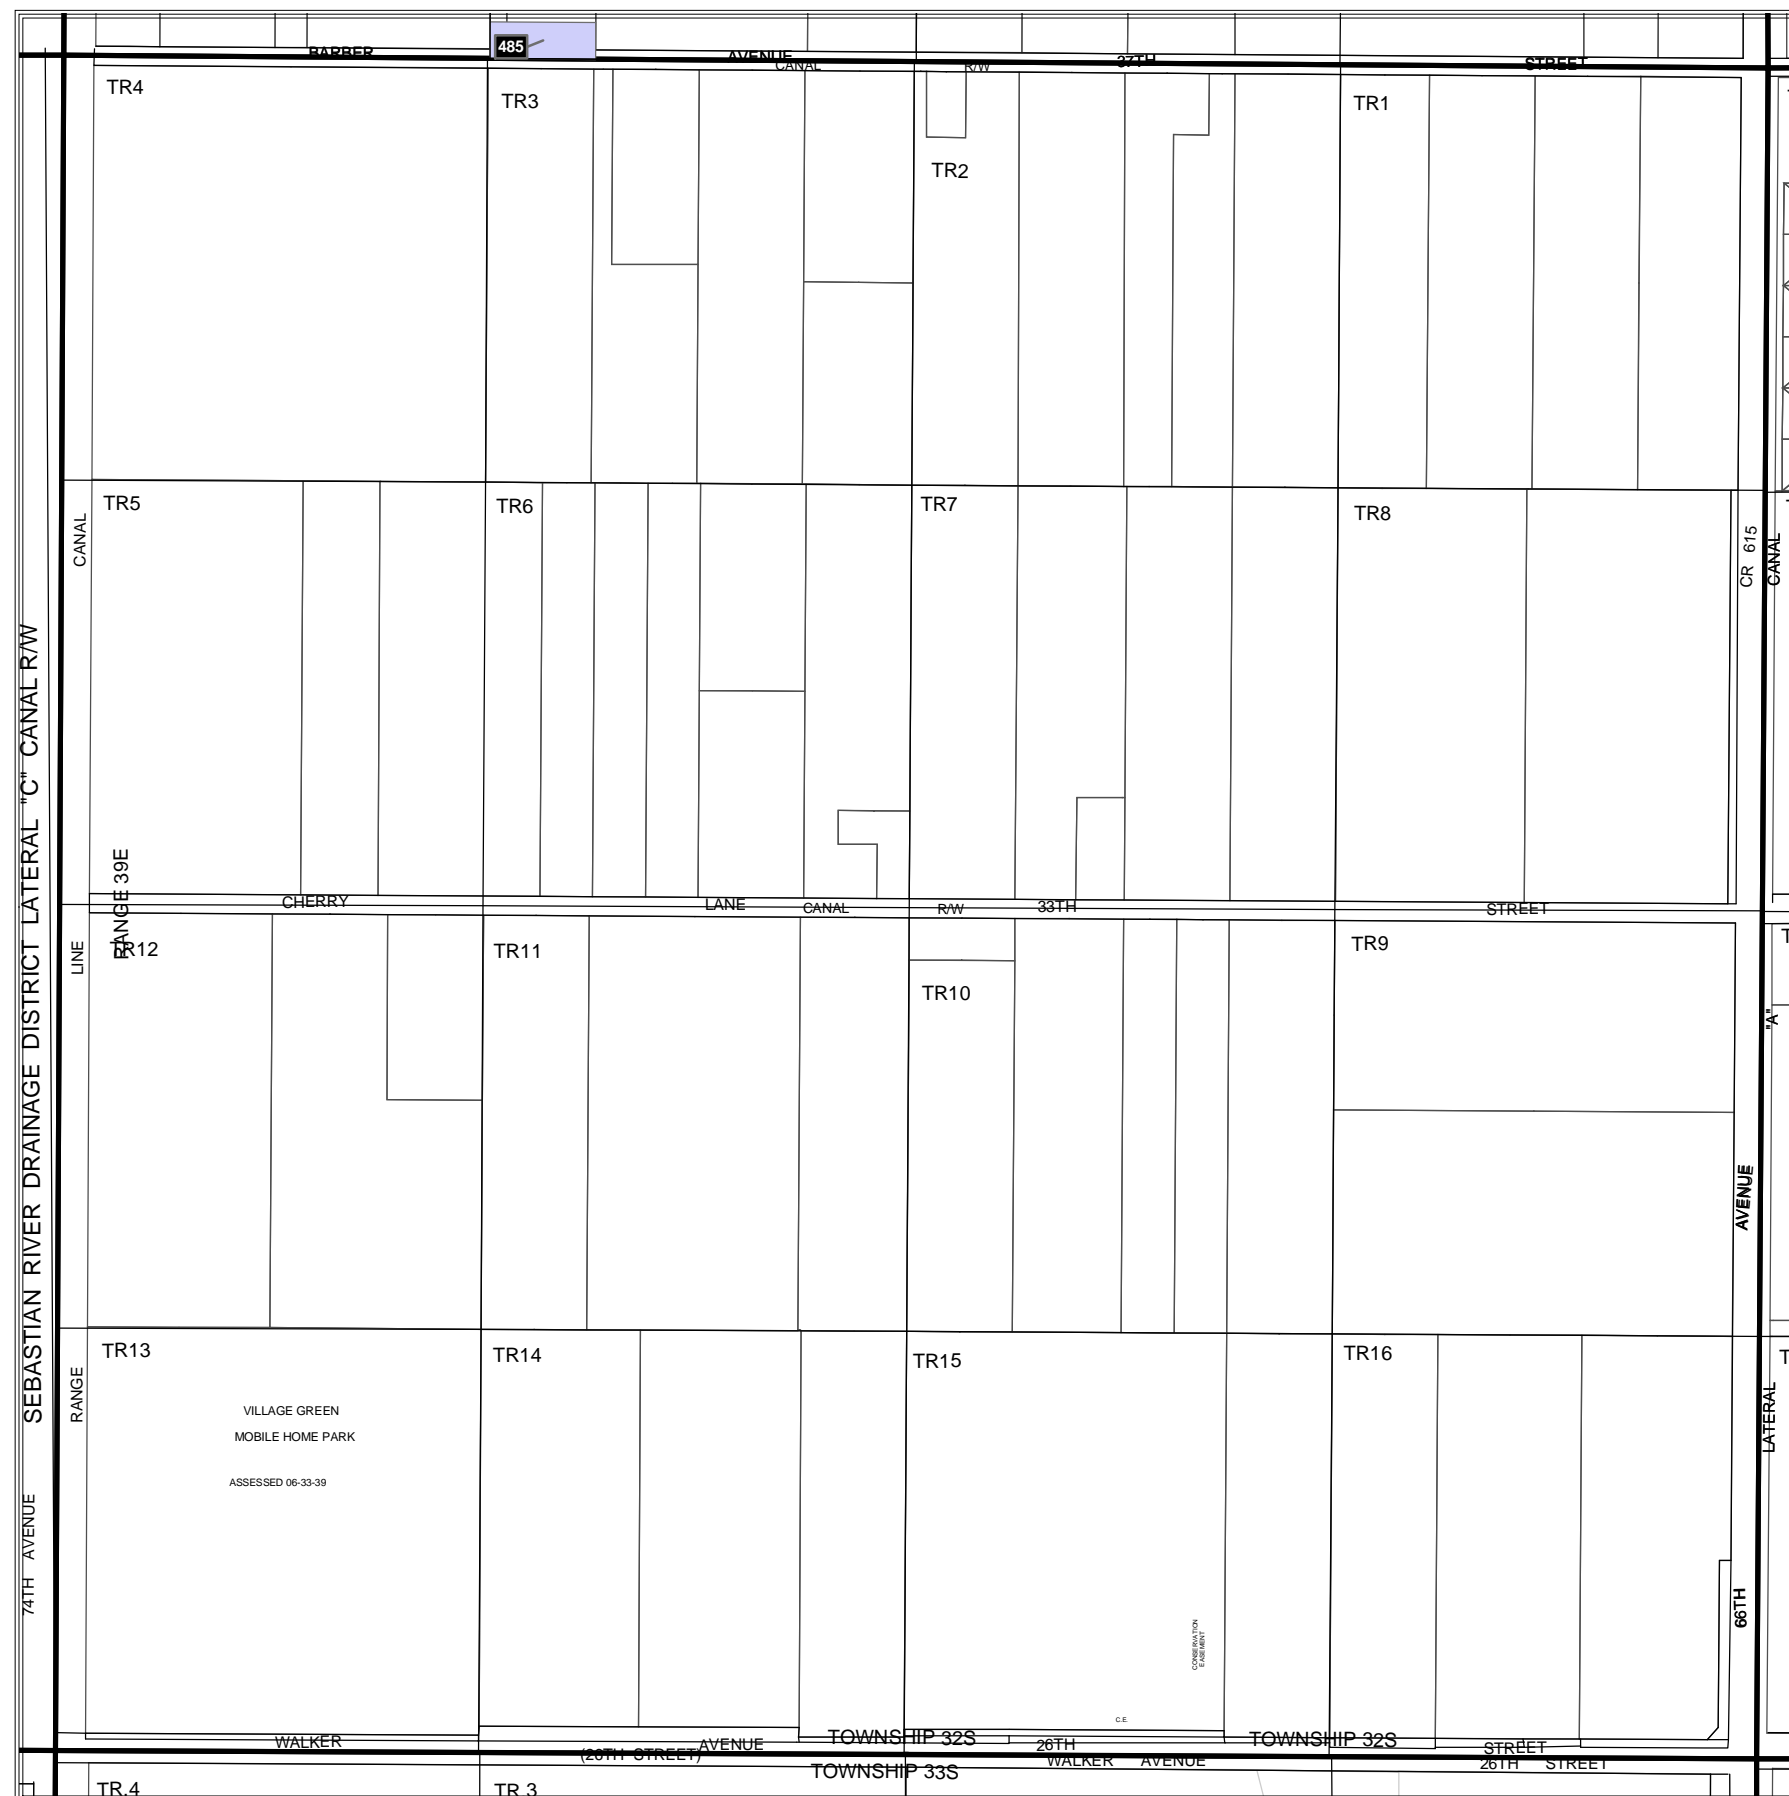 485
BARBER AVENUE 37TH STREET
CANAL R/W
TR4 TR3 TR2 TR1
TR5 TR6 TR7 TR8
CANAL
CR 615
CANAL
SEBASTIAN RIVER DRAINAGE DISTRICT LATERAL "C" CANAL R/W
RANGE 39E
CHERRY LANE CANAL R/W 33TH STREET
LINE
TR12 TR11 TR10 TR9
"A"
AVENUE
TR13 TR14 TR15 TR16
RANGE
LATERAL
VILLAGE GREEN
MOBILE HOME PARK
ASSESSED 06-33-39
74TH AVENUE
66TH
CONSERVATION
EASEMENT
C.E.
WALKER AVENUE TOWNSHIP 32S 26TH TOWNSHIP 32S STREET
(26TH STREET) WALKER AVENUE 26TH STREET
TOWNSHIP 33S
TR.4 TR.3